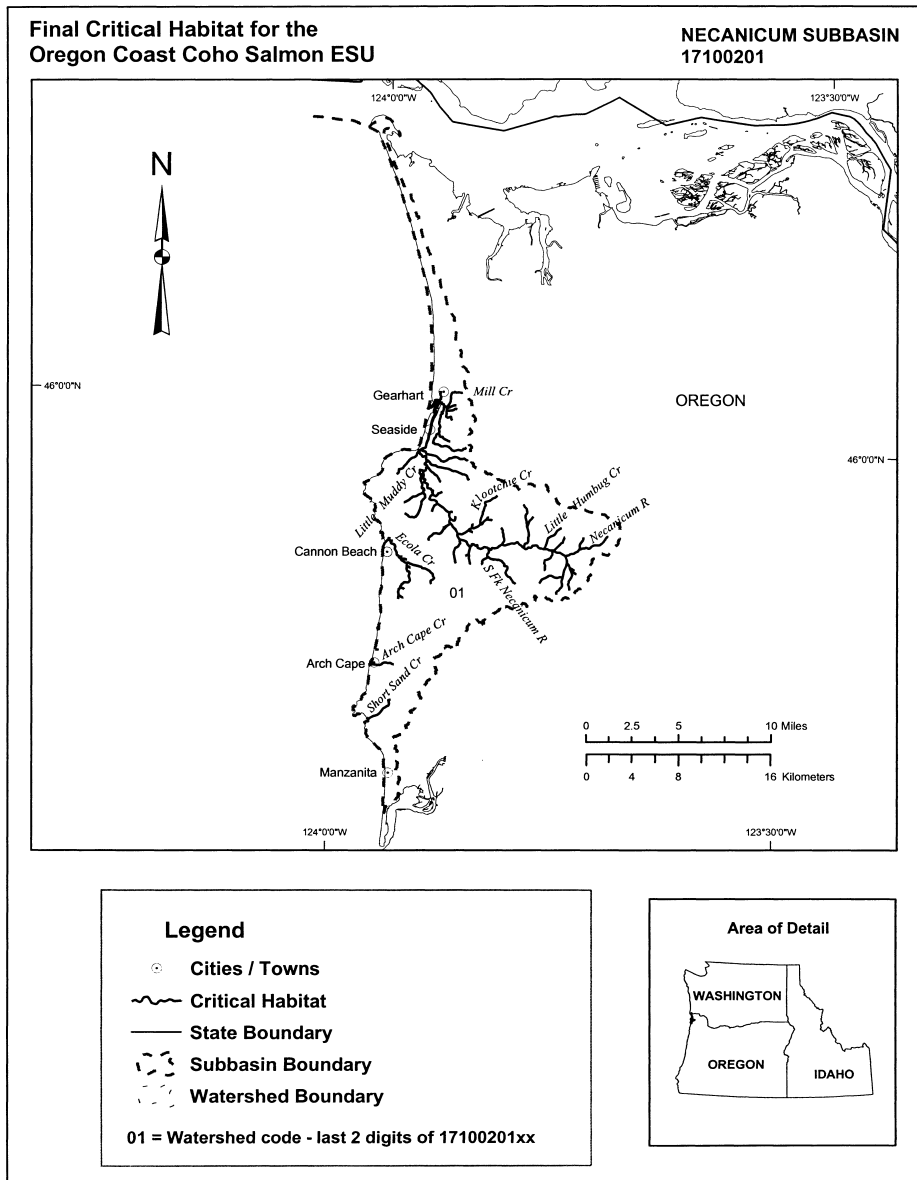 Final Critical Habitat for the
Oregon Coast Coho Salmon ESU
NECANICUM SUBBASIN
17100201
124°0'0"W
123°30'0"W
N
46°0'0"N
Gearhart
Mill Cr
OREGON
Seaside
46°0'0"N
Little Muddy Cr
Klootchie Cr
Little Humbug Cr
Necanicum R
Cannon Beach
Ecola Cr
S Fk Necanicum R
01
Arch Cape
Arch Cape Cr
Short Sand Cr
0 2.5 5 10 Miles
Manzanita
0 4 8 16 Kilometers
124°0'0"W
123°30'0"W
Legend
Cities / Towns
Critical Habitat
State Boundary
Subbasin Boundary
Watershed Boundary
01 = Watershed code - last 2 digits of 17100201xx
Area of Detail
WASHINGTON
OREGON
IDAHO